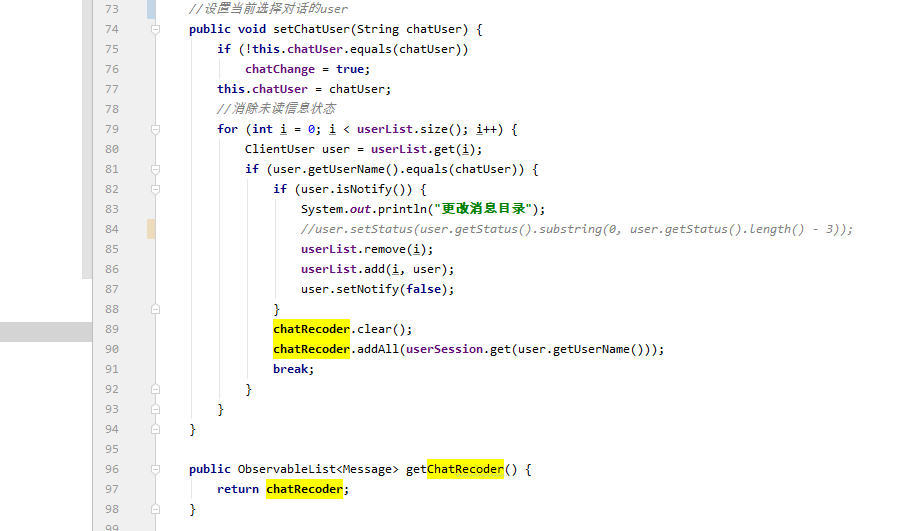 73 //设置当前选择对话的user
74 public void setChatUser(String chatUser) {
75 if (!this.chatUser.equals(chatUser))
76 chatChange = true;
77 this.chatUser = chatUser;
78 //消除未读信息状态
79 for (int i = 0; i < userList.size(); i++) {
80 ClientUser user = userList.get(i);
81 if (user.getUserName().equals(chatUser)) {
82 if (user.isNotify()) {
83 System.out.println("更改消息目录");
84 //user.setStatus(user.getStatus().substring(0, user.getStatus().length() - 3));
85 userList.remove(i);
86 userList.add(i, user);
87 user.setNotify(false);
88 }
89 chatRecoder.clear();
90 chatRecoder.addAll(userSession.get(user.getUserName()));
91 break;
92 }
93 }
94 }
95
96 public ObservableList<Message> getChatRecoder() {
97 return chatRecoder;
98 }
99